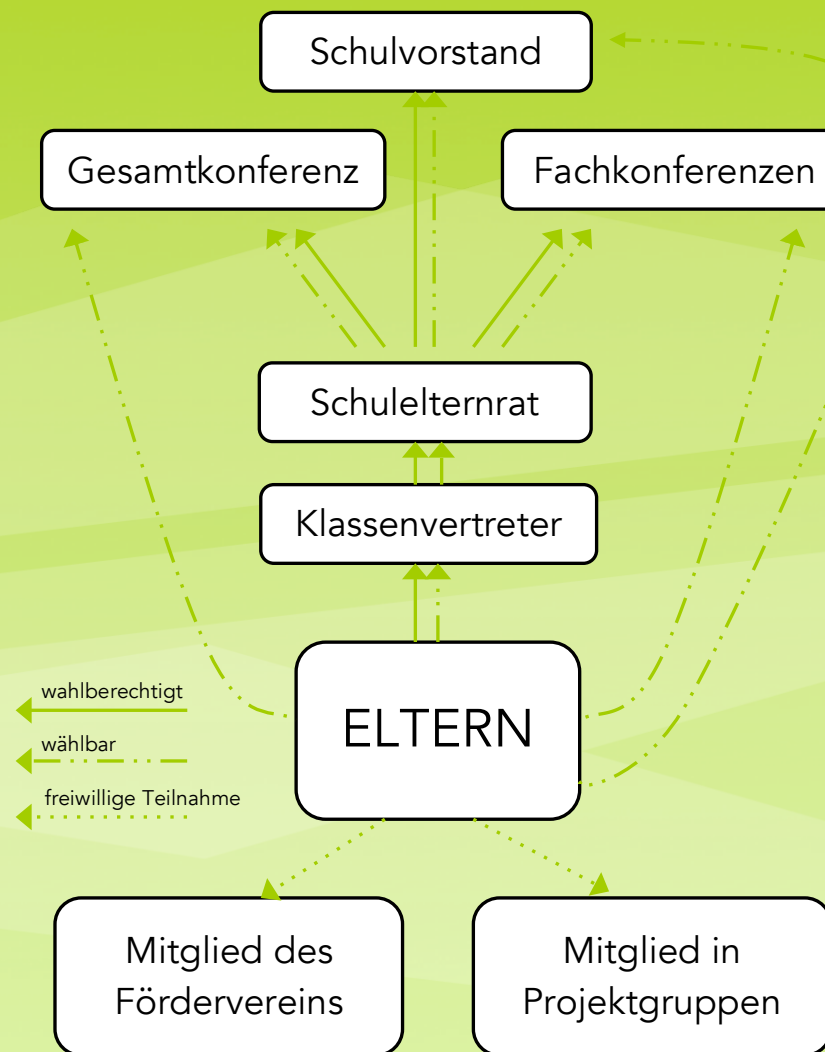 Schulvorstand
Gesamtkonferenz
Fachkonferenzen
Schulelternrat
Klassenvertreter
ELTERN
wahlberechtigt
wählbar
freiwillige Teilnahme
Mitglied des
Fördervereins
Mitglied in
Projektgruppen